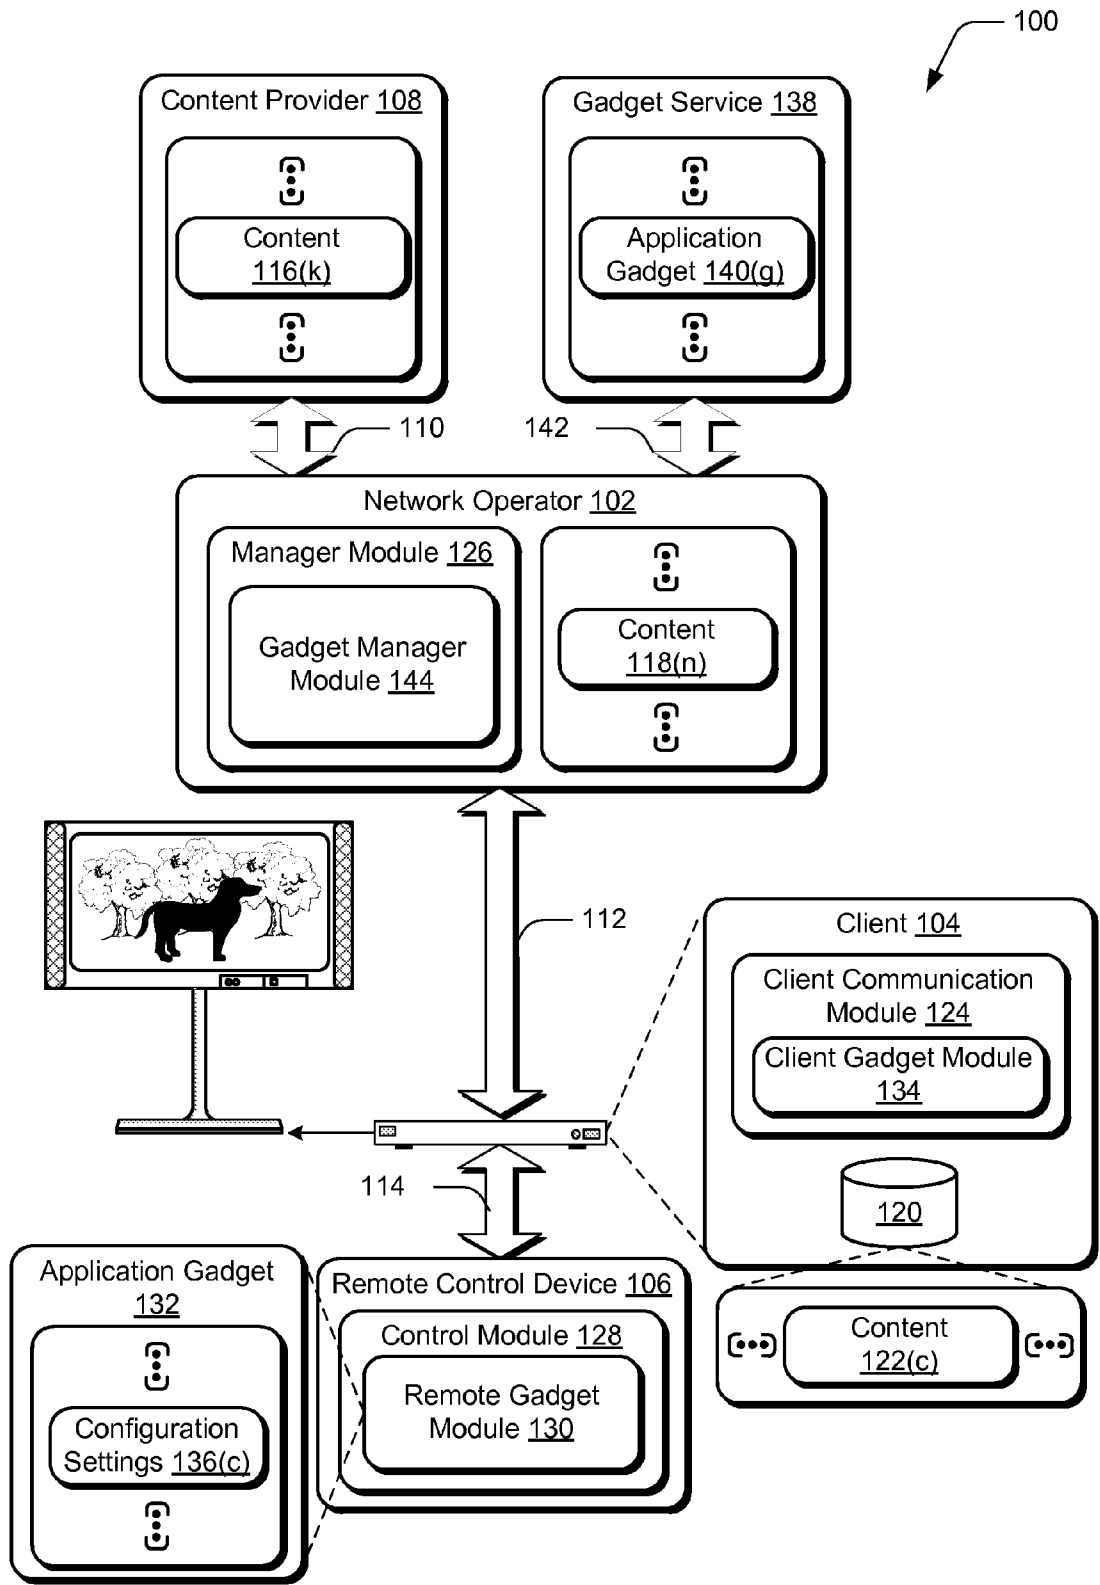 100
Content Provider 108
Content
116(k)
Gadget Service 138
Application
Gadget 140(g)
110
142
Network Operator 102
Manager Module 126
Gadget Manager
Module 144
Content
118(n)
112
Client 104
Client Communication
Module 124
Client Gadget Module
134
120
Content
122(c)
114
Application Gadget
132
Configuration
Settings 136(c)
Remote Control Device 106
Control Module 128
Remote Gadget
Module 130